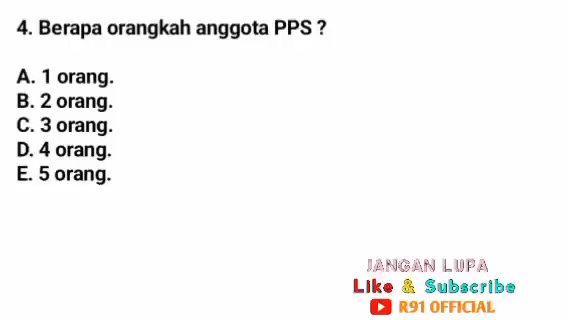 4. Berapa orangkah anggota PPS ?
A. 1 orang.
B. 2 orang.
C. 3 orang.
D. 4 orang.
E. 5 orang.
JANGAN LUPA
Like & Subscribe
R91 OFFICIAL